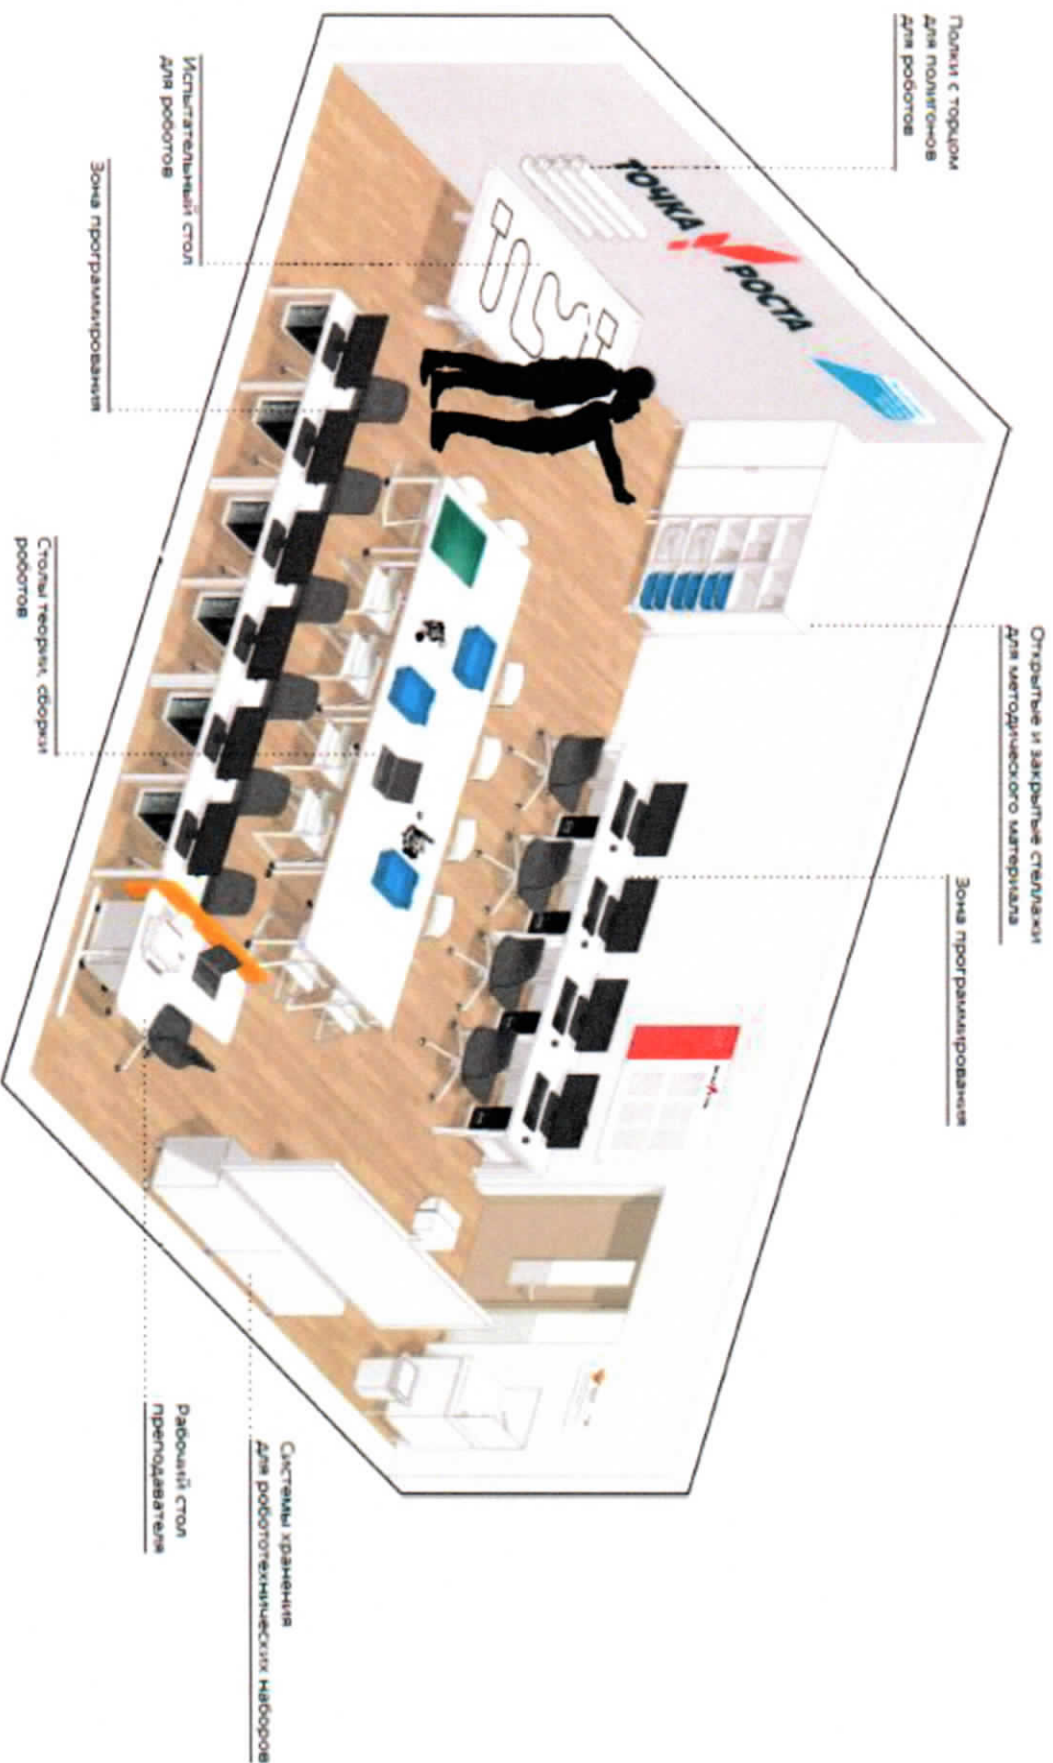 Полки с торцом
для полигонов
для роботов
Открытые и закрытые стеллажи
для методического материала
Зона программирования
ТОЧКА РОСТА
Испытательный стол
для роботов
Зона программирования
Столы теории, сборки
роботов
Рабочий стол
преподавателя
Системы хранения
для робототехнических наборов